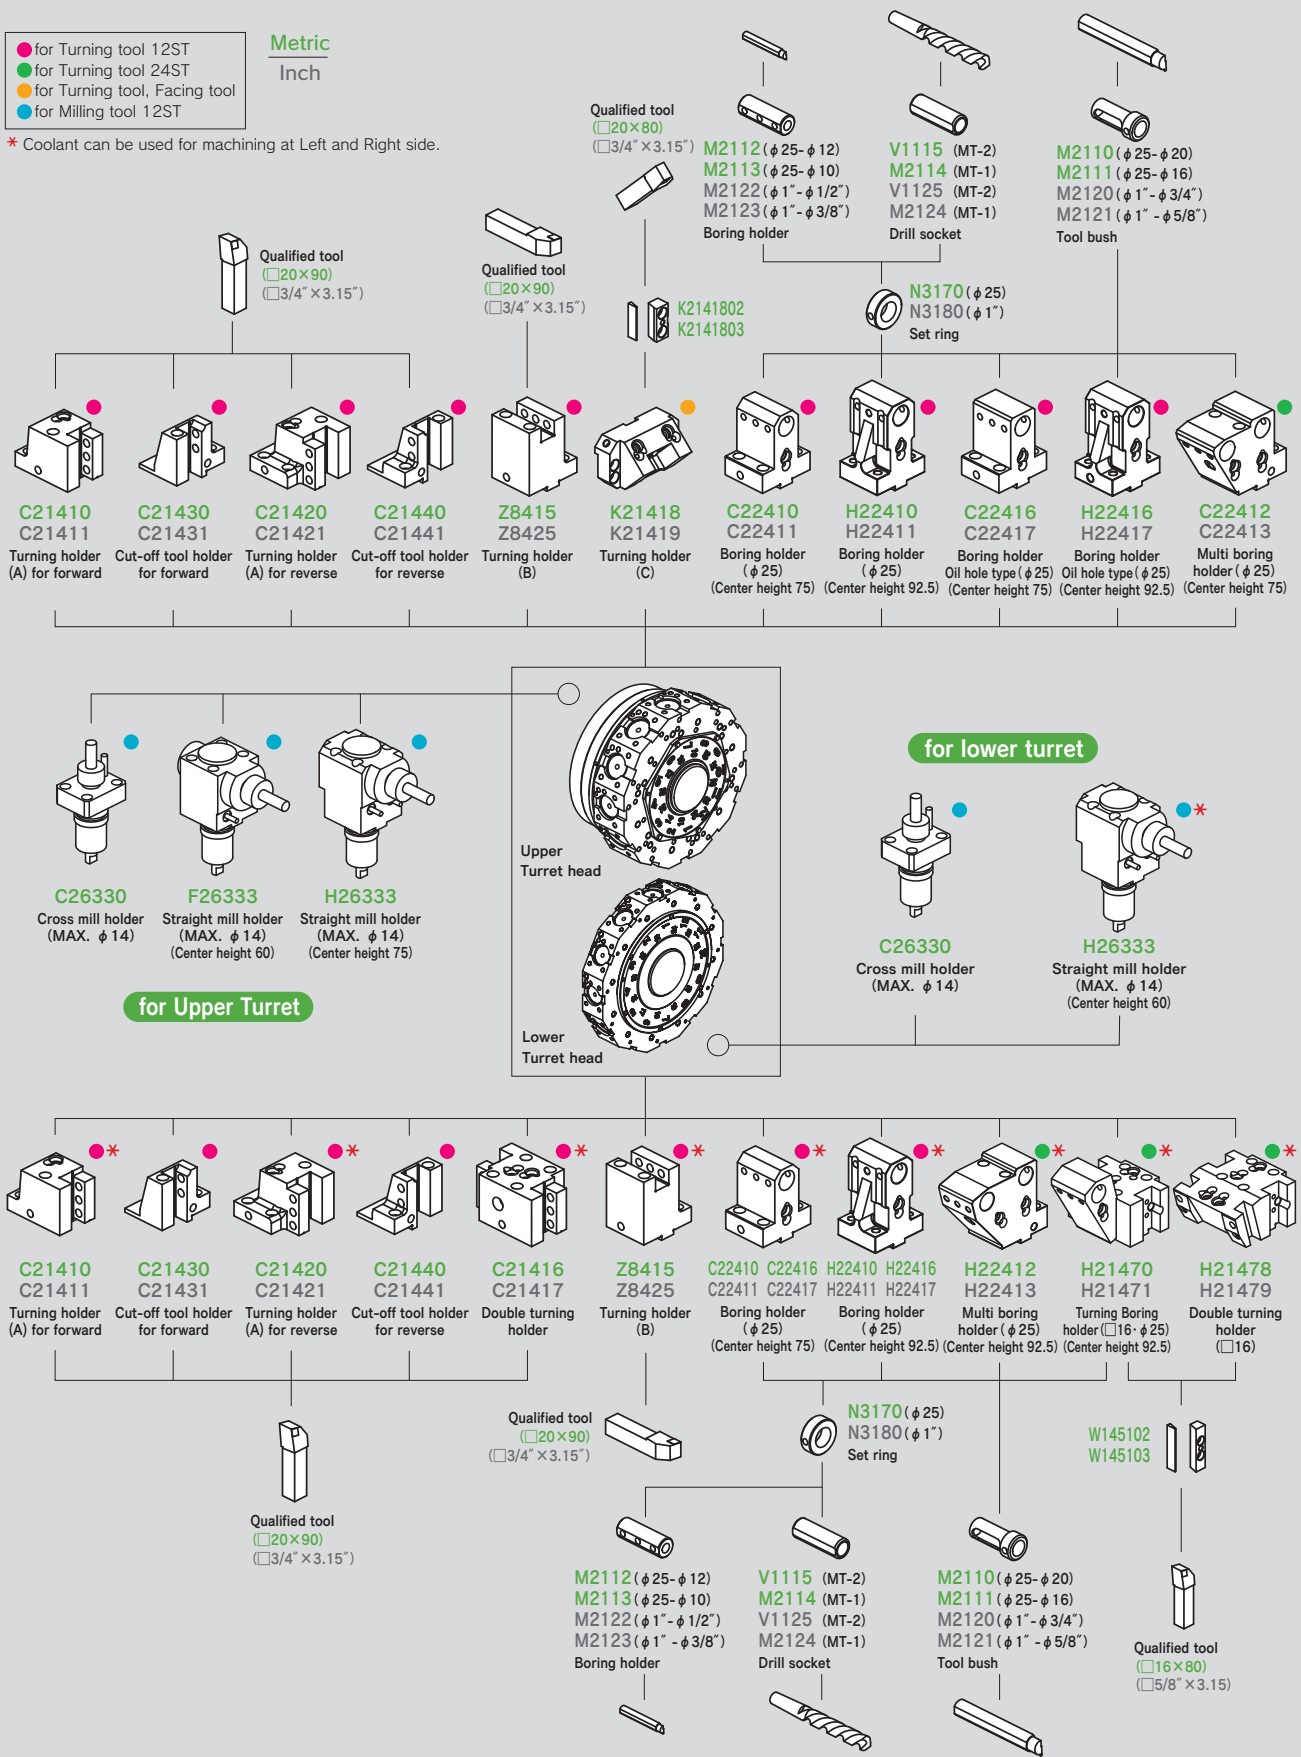 for Turning tool 12ST
for Turning tool 24ST
for Turning tool, Facing tool
for Milling tool 12ST
Metric
Inch
* Coolant can be used for machining at Left and Right side.
Qualified tool
(□20×90)
(□3/4″×3.15″)
Qualified tool
(□20×90)
(□3/4″×3.15″)
Qualified tool
(□20×80)
(□3/4″×3.15″)
K2141802
K2141803
M2112(φ25-φ12)
M2113(φ25-φ10)
M2122(φ1″-φ1/2″)
M2123(φ1″-φ3/8″)
Boring holder
V1115 (MT-2)
M2114 (MT-1)
V1125 (MT-2)
M2124 (MT-1)
Drill socket
M2110(φ25-φ20)
M2111(φ25-φ16)
M2120(φ1″-φ3/4″)
M2121(φ1″-φ5/8″)
Tool bush
N3170(φ25)
N3180(φ1″)
Set ring
C21410
C21411
Turning holder
(A) for forward
C21430
C21431
Cut-off tool holder
for forward
C21420
C21421
Turning holder
(A) for reverse
C21440
C21441
Cut-off tool holder
for reverse
Z8415
Z8425
Turning holder
(B)
K21418
K21419
Turning holder
(C)
C22410
C22411
Boring holder
(φ25)
(Center height 75)
H22410
H22411
Boring holder
(φ25)
(Center height 92.5)
C22416
C22417
Boring holder
Oil hole type(φ25)
(Center height 75)
H22416
H22417
Boring holder
Oil hole type(φ25)
(Center height 92.5)
C22412
C22413
Multi boring
holder(φ25)
(Center height 75)
C26330
Cross mill holder
(MAX. φ14)
F26333
Straight mill holder
(MAX. φ14)
(Center height 60)
H26333
Straight mill holder
(MAX. φ14)
(Center height 75)
for Upper Turret
Upper
Turret head
Lower
Turret head
for lower turret
*
C26330
Cross mill holder
(MAX. φ14)
H26333
Straight mill holder
(MAX. φ14)
(Center height 60)
* * * * * * * * *
C21410
C21411
Turning holder
(A) for forward
C21430
C21431
Cut-off tool holder
for forward
C21420
C21421
Turning holder
(A) for reverse
C21440
C21441
Cut-off tool holder
for reverse
C21416
C21417
Double turning
holder
Z8415
Z8425
Turning holder
(B)
C22410 C22416
C22411 C22417
Boring holder
(φ25)
(Center height 75)
H22410 H22416
H22411 H22417
Boring holder
(φ25)
(Center height 92.5)
H22412
H22413
Multi boring
holder(φ25)
(Center height 92.5)
H21470
H21471
Turning Boring
holder(□16·φ25)
(Center height 92.5)
H21478
H21479
Double turning
holder
(□16)
Qualified tool
(□20×90)
(□3/4″×3.15″)
Qualified tool
(□20×90)
(□3/4″×3.15″)
N3170(φ25)
N3180(φ1″)
Set ring
W145102
W145103
M2112(φ25-φ12)
M2113(φ25-φ10)
M2122(φ1″-φ1/2″)
M2123(φ1″-φ3/8″)
Boring holder
V1115 (MT-2)
M2114 (MT-1)
V1125 (MT-2)
M2124 (MT-1)
Drill socket
M2110(φ25-φ20)
M2111(φ25-φ16)
M2120(φ1″-φ3/4″)
M2121(φ1″-φ5/8″)
Tool bush
Qualified tool
(□16×80)
(□5/8″×3.15)